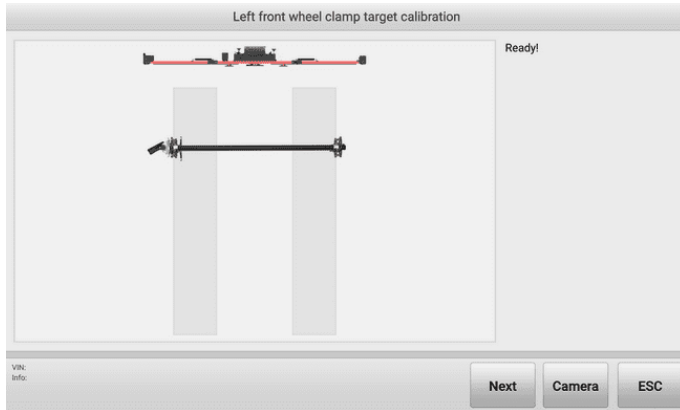 Left front wheel clamp target calibration
Ready!
VIN:
Info:
Next
Camera
ESC